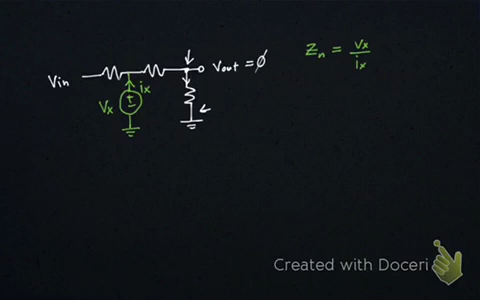 Vin
Vout = ∅
ix
Vx
Zn = Vx / ix
Created with Doceri